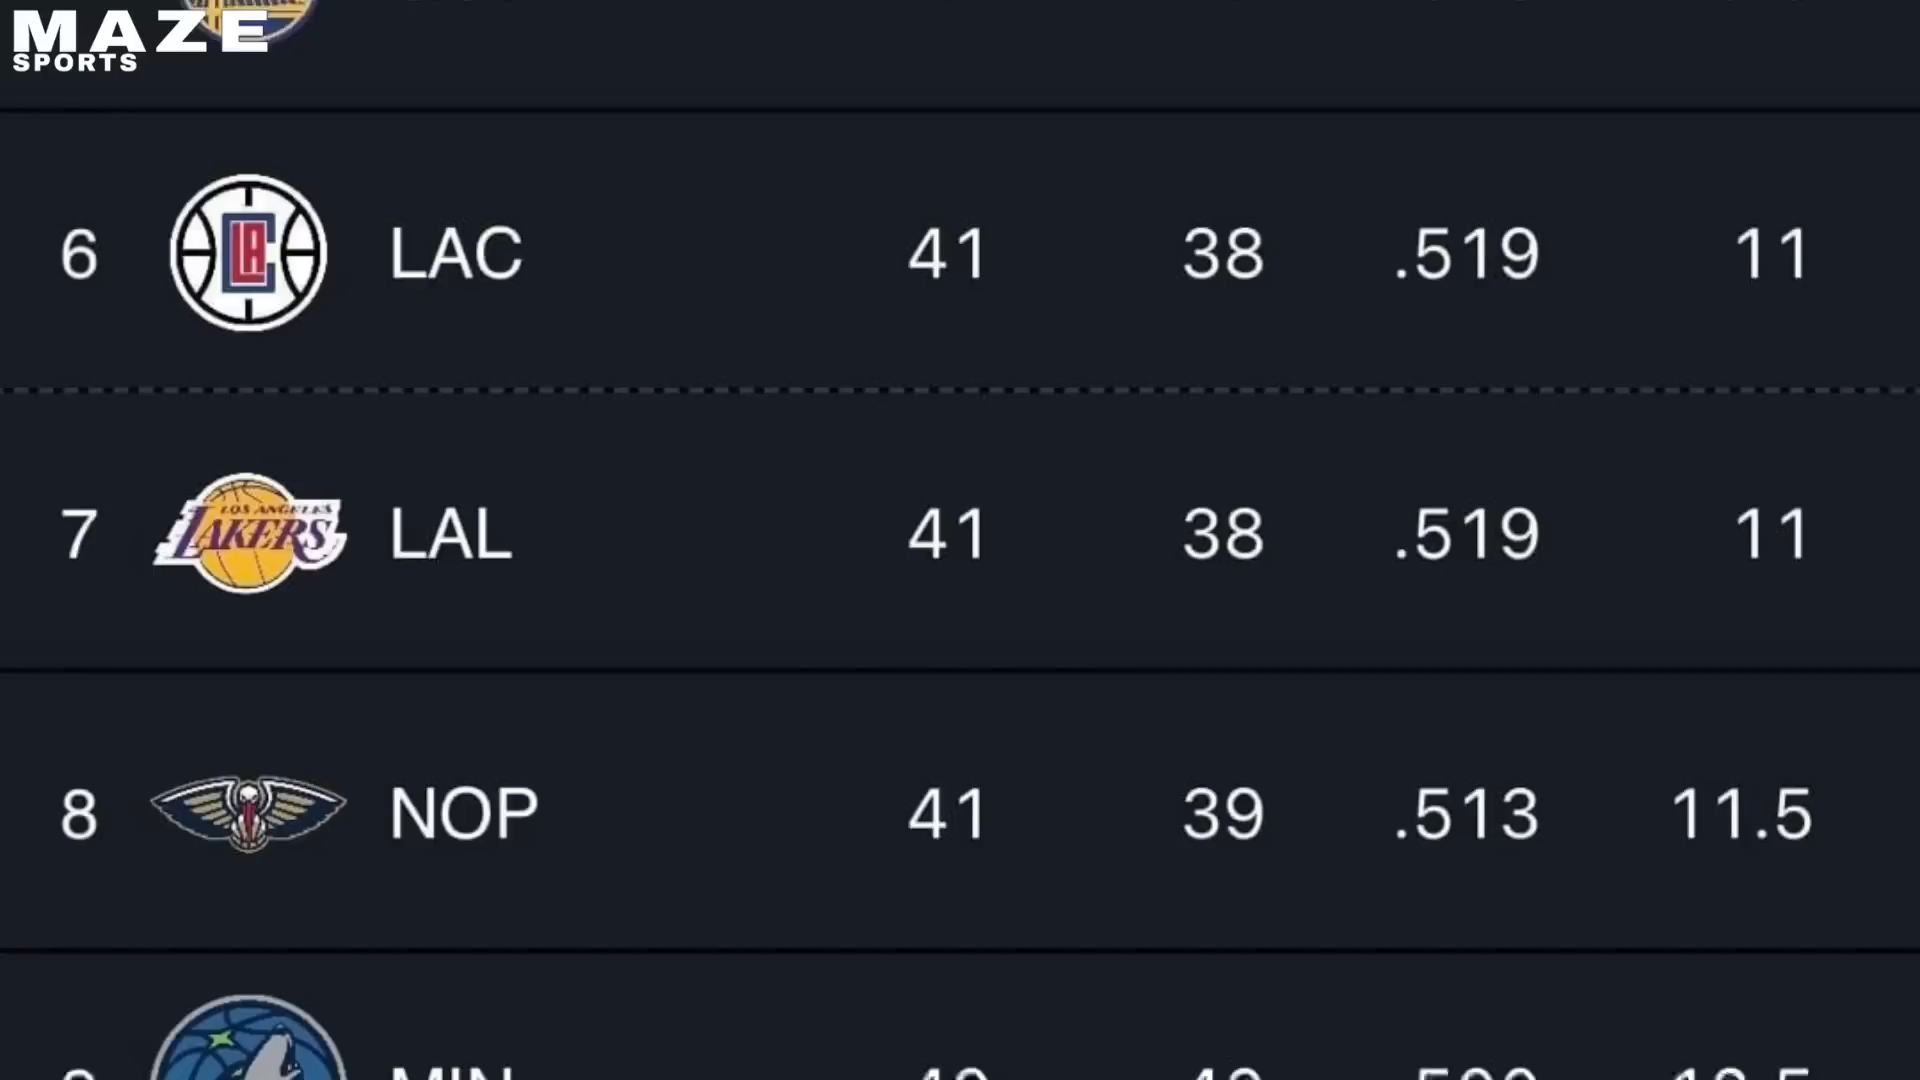 MAZE
SPORTS
6 LAC 41 38 .519 11
LOS ANGELES
LAKERS
7 LAL 41 38 .519 11
8 NOP 41 39 .513 11.5
MIN